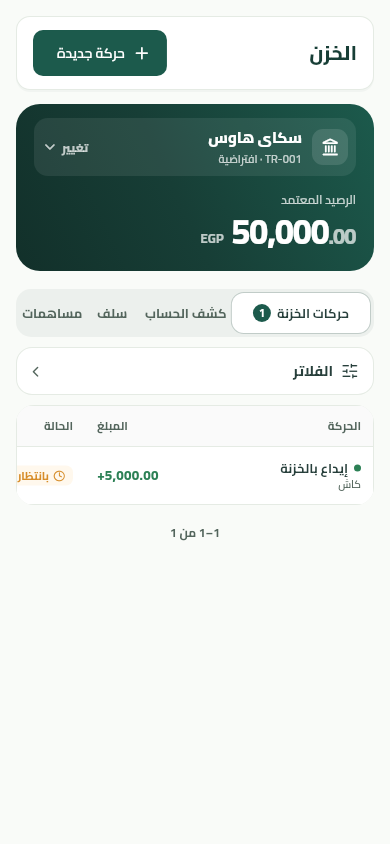 الخزن
حركة جديدة
سكاي هاوس
TR-001 · افتراضية
تغيير
الرصيد المعتمد
50,000.00 EGP
حركات الخزنة 1
كشف الحساب
سلف
مساهمات
الفلاتر
الحركة المبلغ الحالة
إيداع بالخزنة +5,000.00 بانتظار
كاش
1–1 من 1